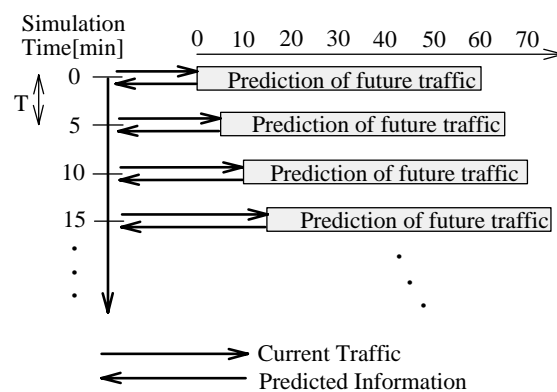 Simulation
Time[min]
0 10 20 30 40 50 60 70
0
Prediction of future traffic
T
5
Prediction of future traffic
10
Prediction of future traffic
15
Prediction of future traffic
Current Traffic
Predicted Information